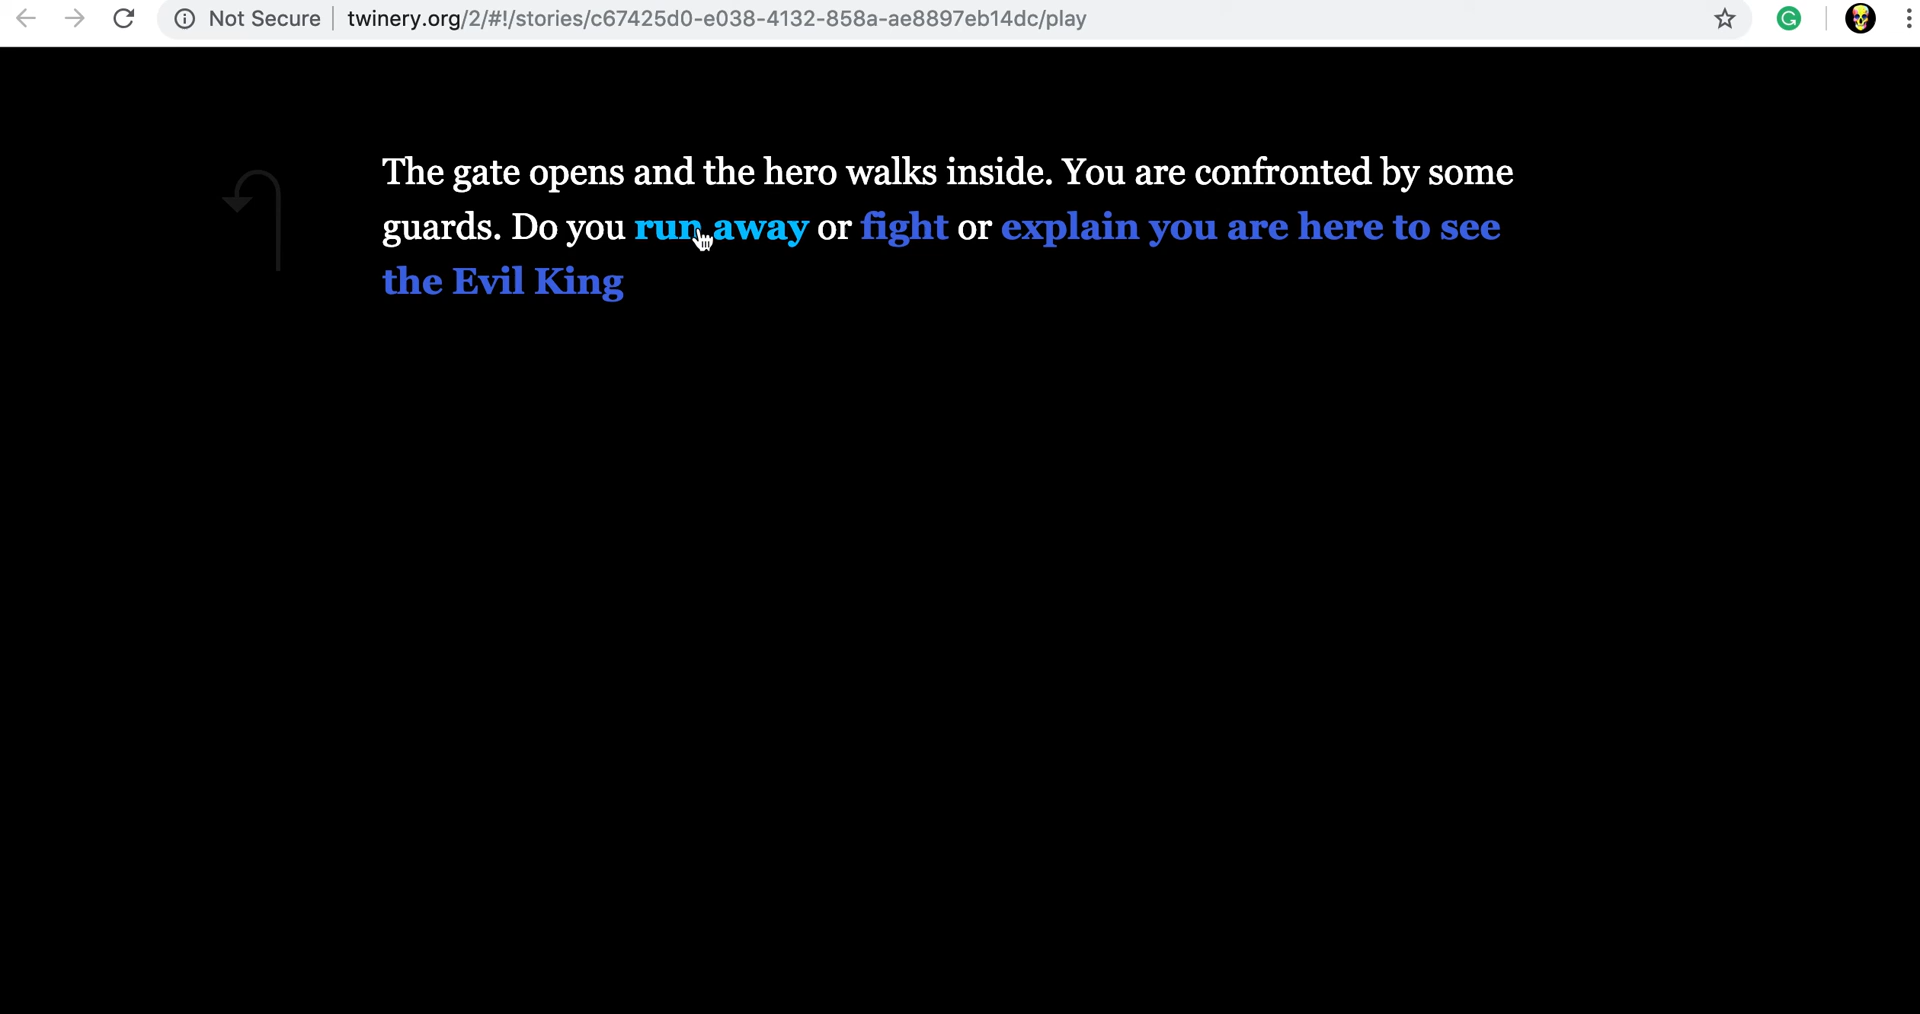 Not Secure twinery.org/2/#!/stories/c67425d0-e038-4132-858a-ae8897eb14dc/play
The gate opens and the hero walks inside. You are confronted by some
guards. Do you run away or fight or explain you are here to see
the Evil King